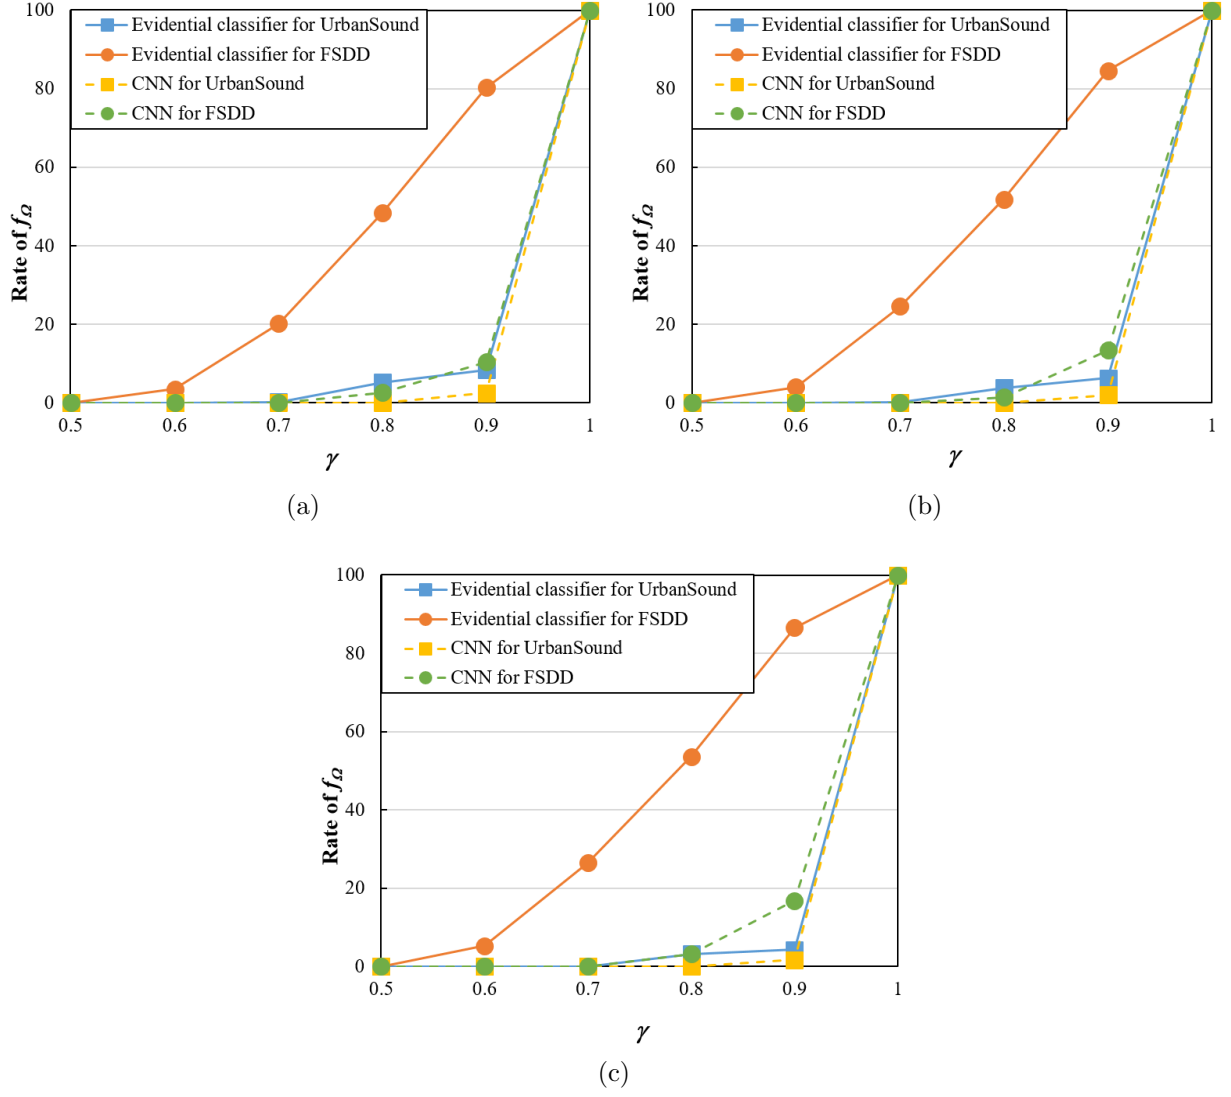 100
80
60
40
20
0
Rate of fΩ
Evidential classifier for UrbanSound
Evidential classifier for FSDD
CNN for UrbanSound
CNN for FSDD
0.5 0.6 0.7 0.8 0.9 1
γ
(a)
100
80
60
40
20
0
Rate of fΩ
Evidential classifier for UrbanSound
Evidential classifier for FSDD
CNN for UrbanSound
CNN for FSDD
0.5 0.6 0.7 0.8 0.9 1
γ
(b)
100
80
60
40
20
0
Rate of fΩ
Evidential classifier for UrbanSound
Evidential classifier for FSDD
CNN for UrbanSound
CNN for FSDD
0.5 0.6 0.7 0.8 0.9 1
γ
(c)